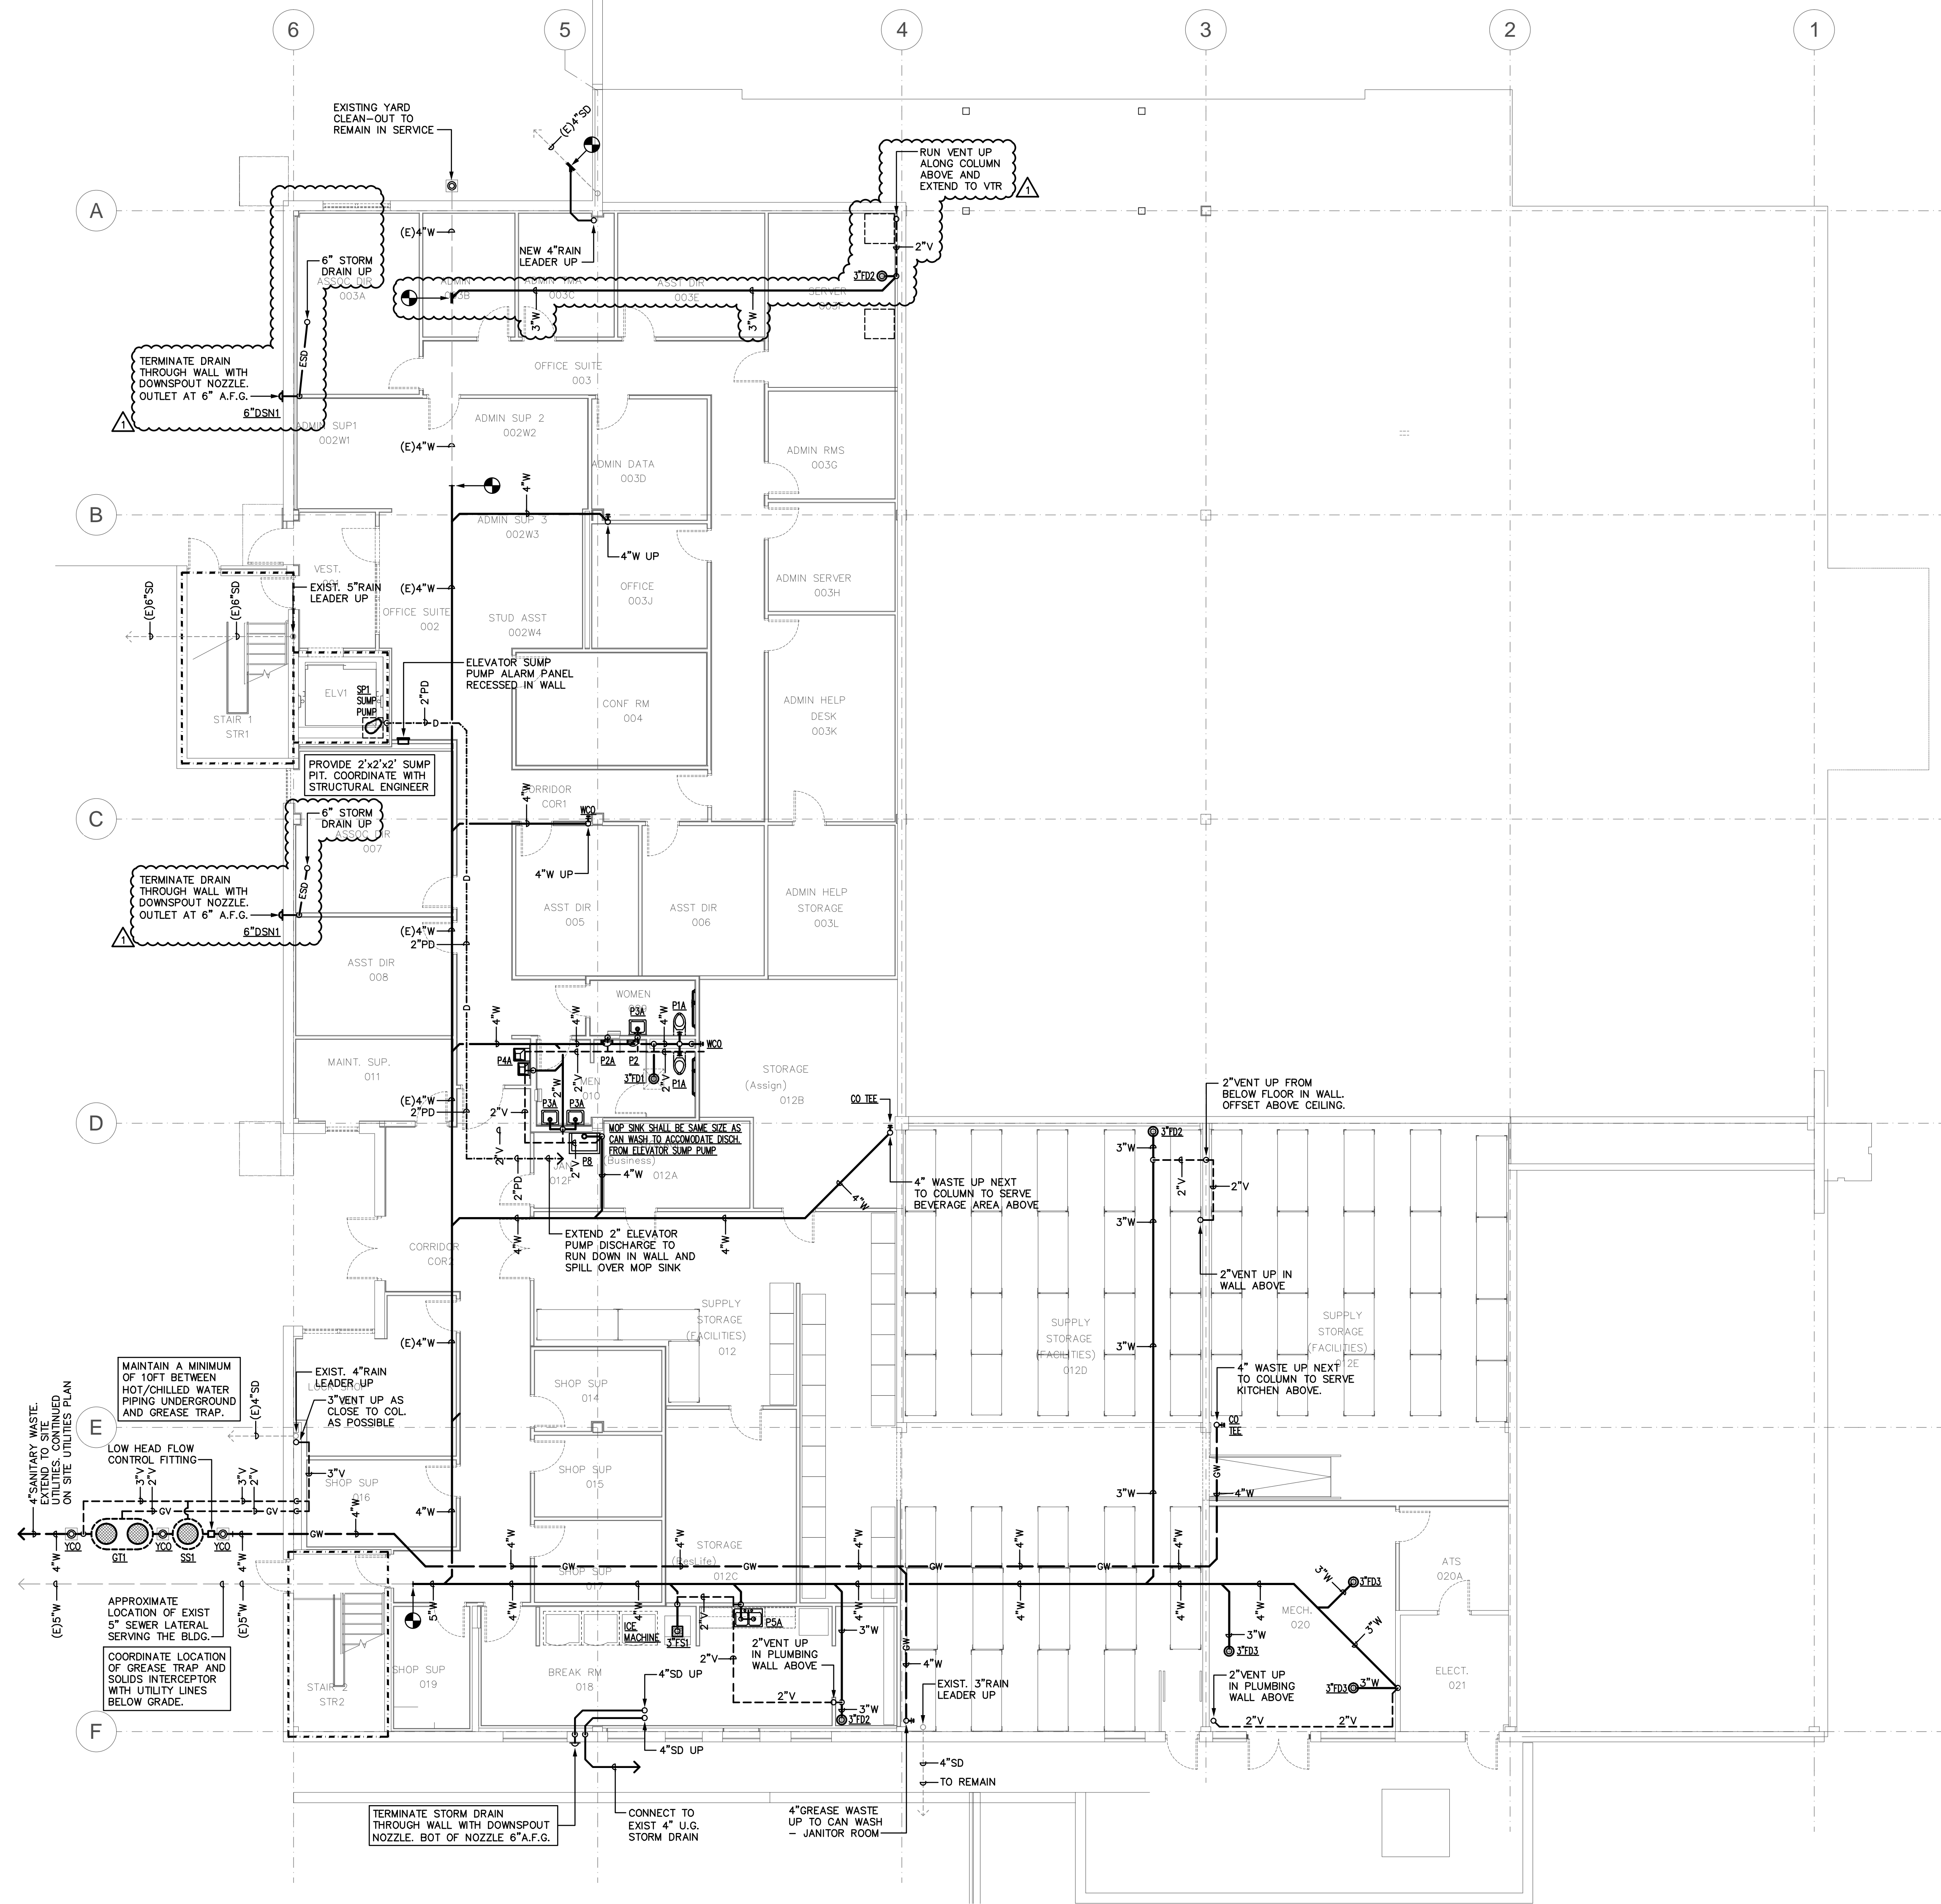 6
5
4
3
2
1
EXISTING YARD
CLEAN-OUT TO
REMAIN IN SERVICE
(E)4"SD
RUN VENT UP
ALONG COLUMN
ABOVE AND
EXTEND TO VTR
1
A
(E)4"W
NEW 4"RAIN
LEADER UP
2"V
3"FD2
6" STORM
DRAIN UP
ASSOC DIR
003A
ADMIN
003B
ADMIN TMA
003C
ASST DIR
003E
SERVER
003F
3"W
3"W
ESD
TERMINATE DRAIN
THROUGH WALL WITH
DOWNSPOUT NOZZLE.
OUTLET AT 6" A.F.G.
6"DSN1
1
OFFICE SUITE
003
ADMIN SUP1
002W1
ADMIN SUP 2
002W2
(E)4"W
ADMIN DATA
003D
ADMIN RMS
003G
4"W
B
ADMIN SUP 3
002W3
4"W UP
VEST.
001
EXIST. 5"RAIN
LEADER UP
(E)6"SD
(E)6"SD
(E)4"W
OFFICE
003J
ADMIN SERVER
003H
OFFICE SUITE
002
STUD ASST
002W4
ELEVATOR SUMP
PUMP ALARM PANEL
RECESSED IN WALL
ELV1
SP1
SUMP
PUMP
2"PD
D
CONF RM
004
ADMIN HELP
DESK
003K
STAIR 1
STR1
PROVIDE 2'x2'x2' SUMP
PIT. COORDINATE WITH
STRUCTURAL ENGINEER
4"W
CORRIDOR
COR1
WCO
C
6" STORM
DRAIN UP
ASSOC DIR
007
4"W UP
ESD
D
TERMINATE DRAIN
THROUGH WALL WITH
DOWNSPOUT NOZZLE.
OUTLET AT 6" A.F.G.
6"DSN1
1
ASST DIR
005
ASST DIR
006
ADMIN HELP
STORAGE
003L
(E)4"W
2"PD
ASST DIR
008
D
WOMEN
009
P3A
P1A
4"W
4"W
4"W
WCO
P4A
P2A
P2
3"FD1
P1A
2"V
2"V
2"W
MEN
010
MAINT. SUP.
011
STORAGE
(Assign)
012B
(E)4"W
2"PD
2"V
P3A
P3A
CO TEE
2"VENT UP FROM
BELOW FLOOR IN WALL.
OFFSET ABOVE CEILING.
D
MOP SINK SHALL BE SAME SIZE AS
CAN WASH TO ACCOMODATE DISCH.
FROM ELEVATOR SUMP PUMP
3"FD2
3"W
2"V
2"PD
JAN
012F
2"V
P8
(Business)
012A
4"W
4"W
4" WASTE UP NEXT
TO COLUMN TO SERVE
BEVERAGE AREA ABOVE
2"V
2"V
3"W
4"W
4"W
CORRIDOR
COR2
EXTEND 2" ELEVATOR
PUMP DISCHARGE TO
RUN DOWN IN WALL AND
SPILL OVER MOP SINK
2"VENT UP IN
WALL ABOVE
SUPPLY
STORAGE
(FACILITIES)
012
SUPPLY
STORAGE
(FACILITIES)
012D
SUPPLY
STORAGE
(FACILITIES)
012E
(E)4"W
3"W
MAINTAIN A MINIMUM
OF 10FT BETWEEN
HOT/CHILLED WATER
PIPING UNDERGROUND
AND GREASE TRAP.
EXIST. 4"RAIN
LEADER UP
LOCK SHOP
3"VENT UP AS
CLOSE TO COL.
AS POSSIBLE
(E)4"SD
SHOP SUP
014
4" WASTE UP NEXT
TO COLUMN TO SERVE
KITCHEN ABOVE.
4"SANITARY WASTE.
EXTEND TO SITE
UTILITIES. CONTINUED
ON SITE UTILITIES PLAN
E
CO
TEE
LOW HEAD FLOW
CONTROL FITTING
3"V
2"V
3"V
2"V
3"V
SHOP SUP
016
SHOP SUP
015
GW
4"W
3"W
4"W
GV
GV
4"W
YCO
GT1
YCO
SS1
YCO
GW
4"W
4"W
4"W
4"W
4"W
4"W
4"W
4"W
GW
GW
GW
GW
STORAGE
(ResLife)
012C
SHOP SUP
017
ATS
020A
APPROXIMATE
LOCATION OF EXIST
5" SEWER LATERAL
SERVING THE BLDG.
(E)5"W
(E)5"W
5"W
4"W
4"W
4"W
4"W
4"W
4"W
3"W
3"FD3
MECH.
020
3"W
3"W
3"FD3
COORDINATE LOCATION
OF GREASE TRAP AND
SOLIDS INTERCEPTOR
WITH UTILITY LINES
BELOW GRADE.
ICE
MACHINE
3"FS1
2"V
P5A
2"VENT UP
IN PLUMBING
WALL ABOVE
3"W
GW
4"W
2"V
SHOP SUP
019
BREAK RM
018
4"SD UP
2"V
EXIST. 3"RAIN
LEADER UP
2"VENT UP
IN PLUMBING
WALL ABOVE
3"FD3
3"W
ELECT.
021
STAIR 2
STR2
3"W
3"FD2
2"V
2"V
F
4"SD UP
4"SD
TO REMAIN
TERMINATE STORM DRAIN
THROUGH WALL WITH DOWNSPOUT
NOZZLE. BOT OF NOZZLE 6"A.F.G.
CONNECT TO
EXIST 4" U.G.
STORM DRAIN
4"GREASE WASTE
UP TO CAN WASH
- JANITOR ROOM